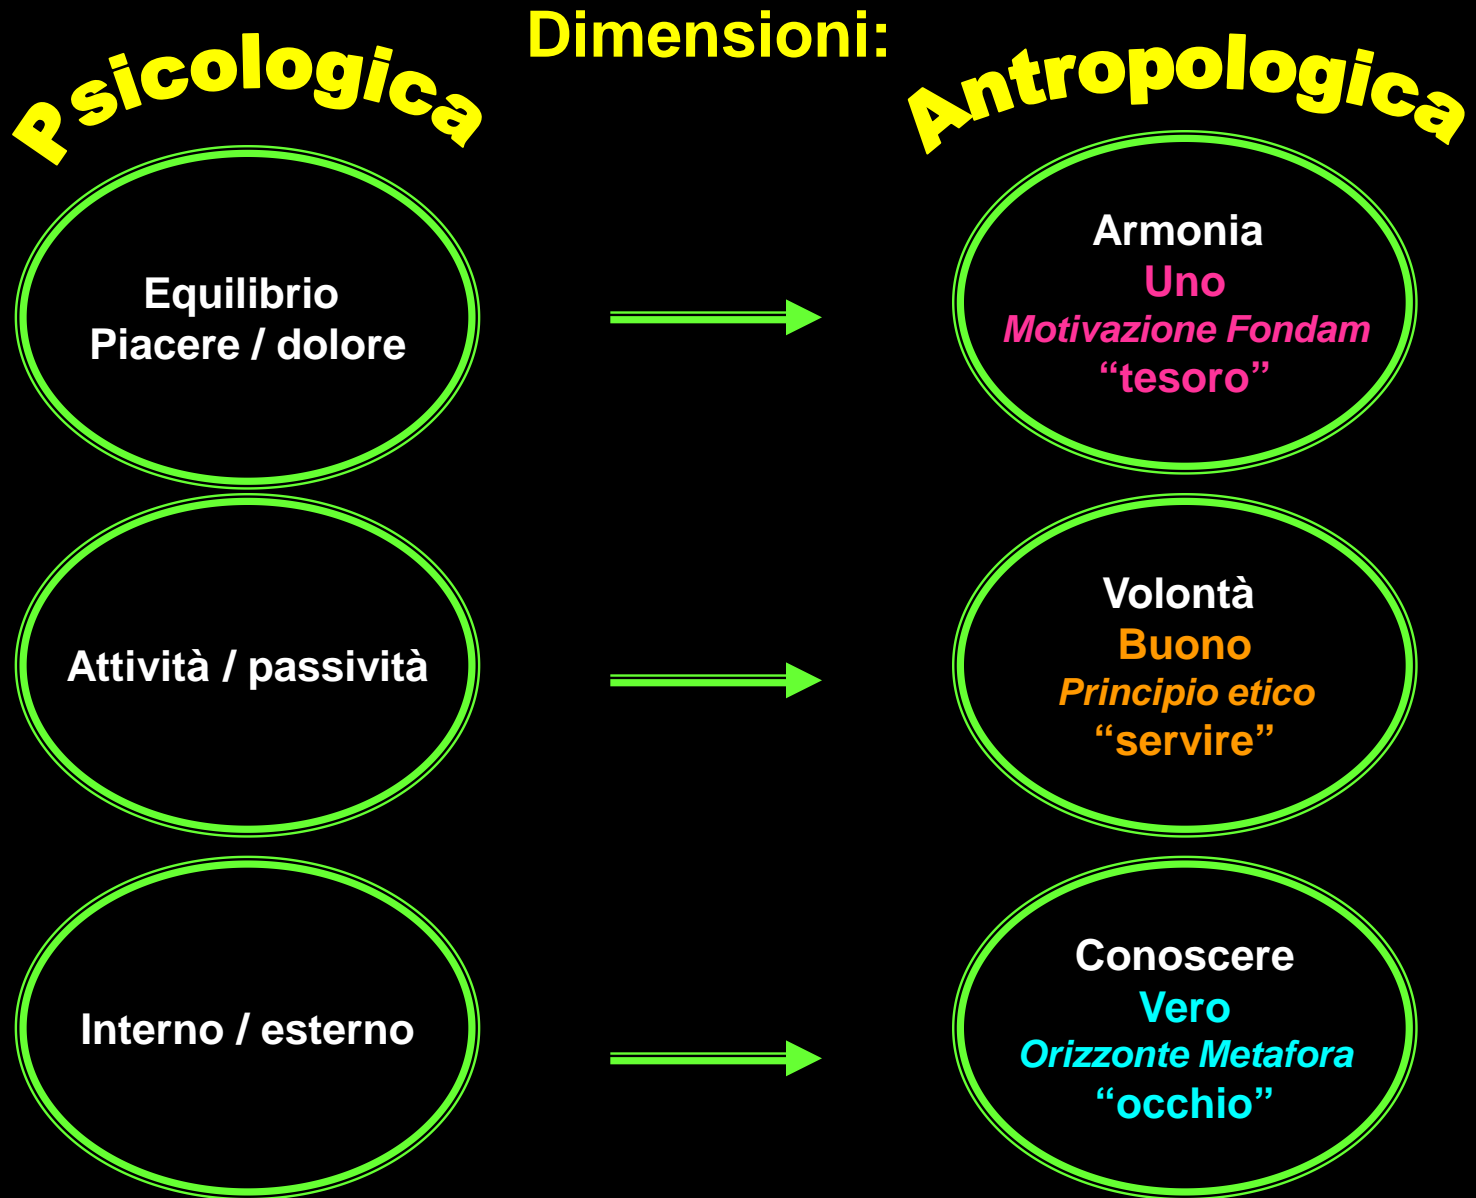 Dimensioni:
Psicologica
Antropologica
Equilibrio
Piacere / dolore
Armonia
Uno
Motivazione Fondam
“tesoro”
Attività / passività
Volontà
Buono
Principio etico
“servire”
Interno / esterno
Conoscere
Vero
Orizzonte Metafora
“occhio”